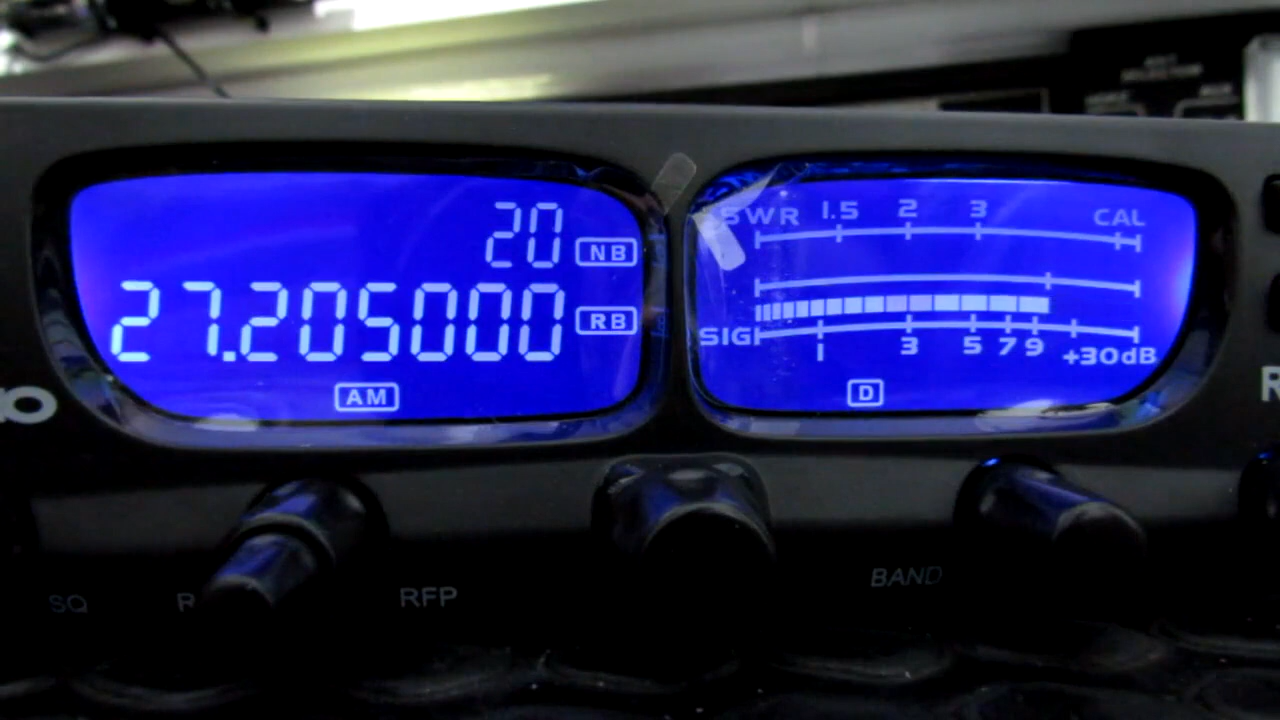 20 NB
27.205000 RB
AM
SWR 1.5 2 3 CAL
SIG 1 3 5 7 9 +30dB
D
SQ
RFP
BAND